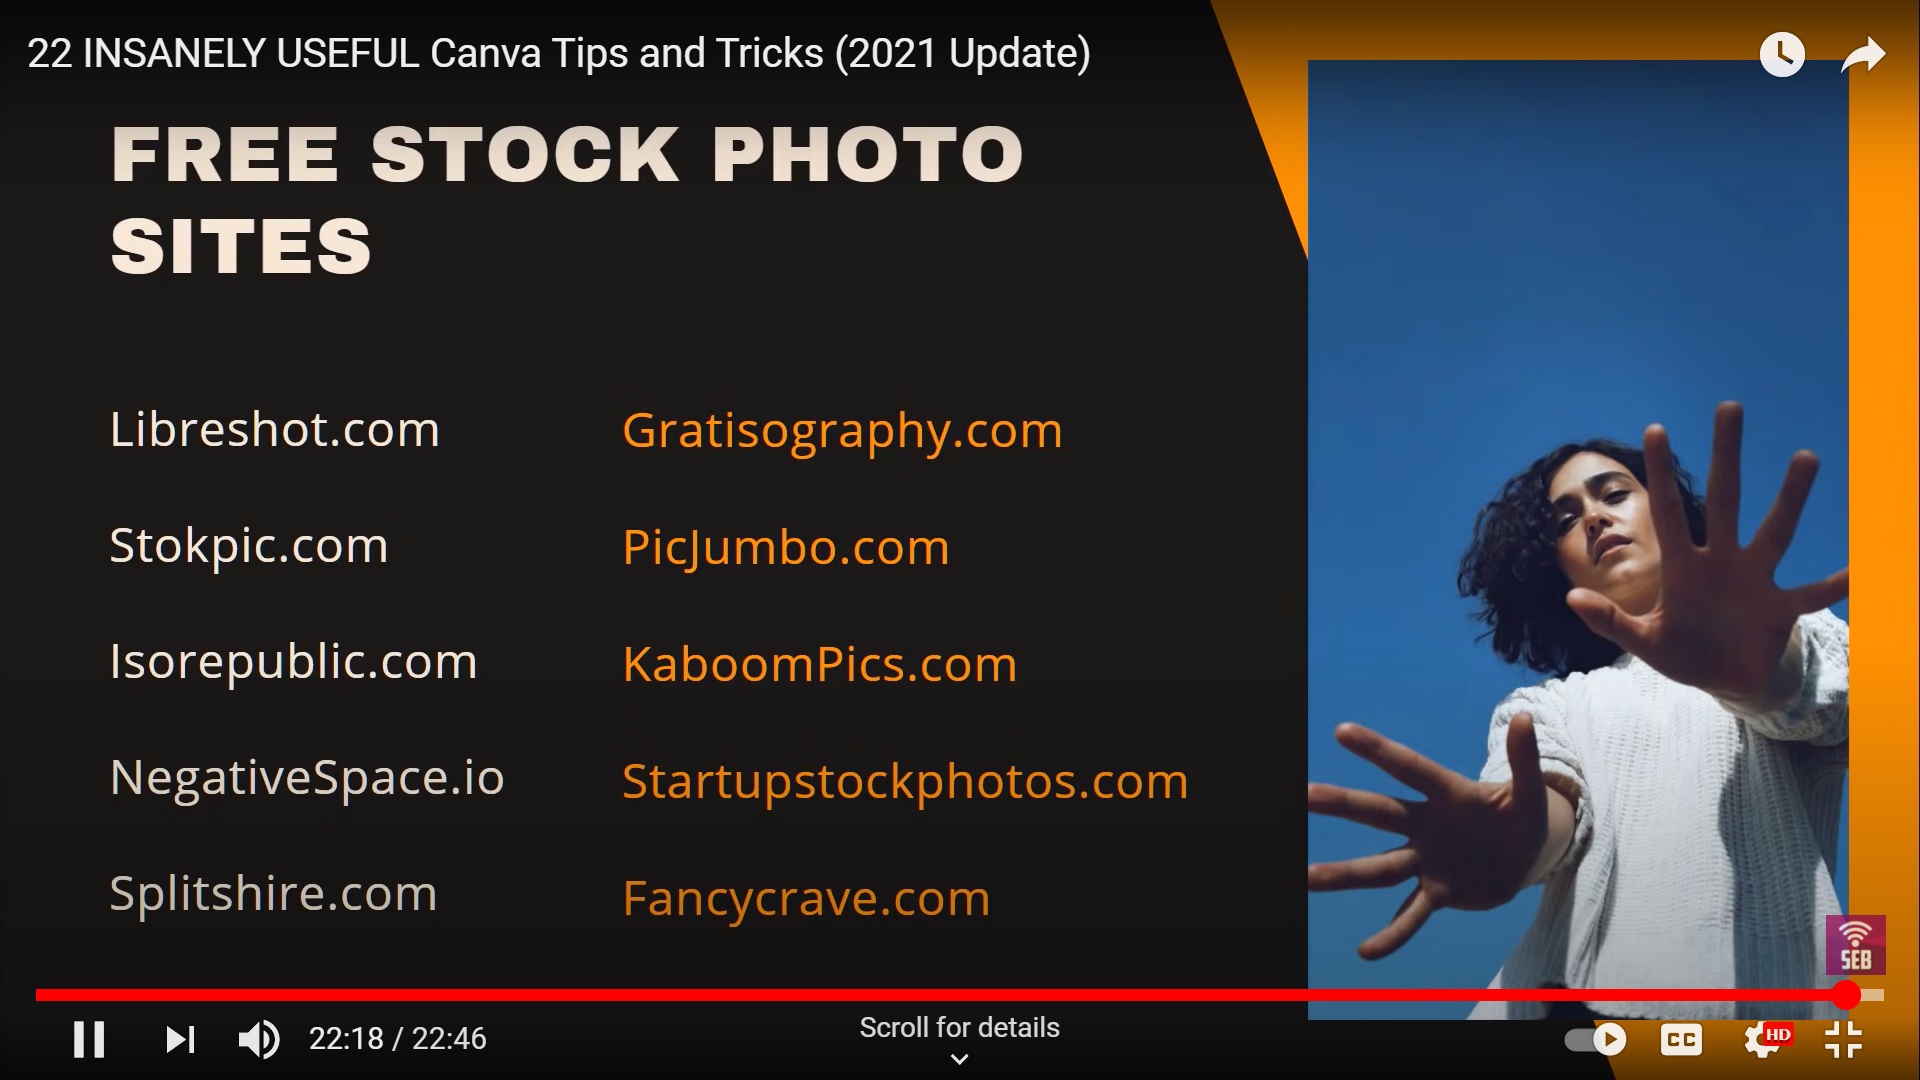 22 INSANELY USEFUL Canva Tips and Tricks (2021 Update)
FREE STOCK PHOTO
SITES
Libreshot.com
Stokpic.com
Isorepublic.com
NegativeSpace.io
Splitshire.com
Gratisography.com
PicJumbo.com
KaboomPics.com
Startupstockphotos.com
Fancycrave.com
SEB
22:18 / 22:46
Scroll for details
CC
HD